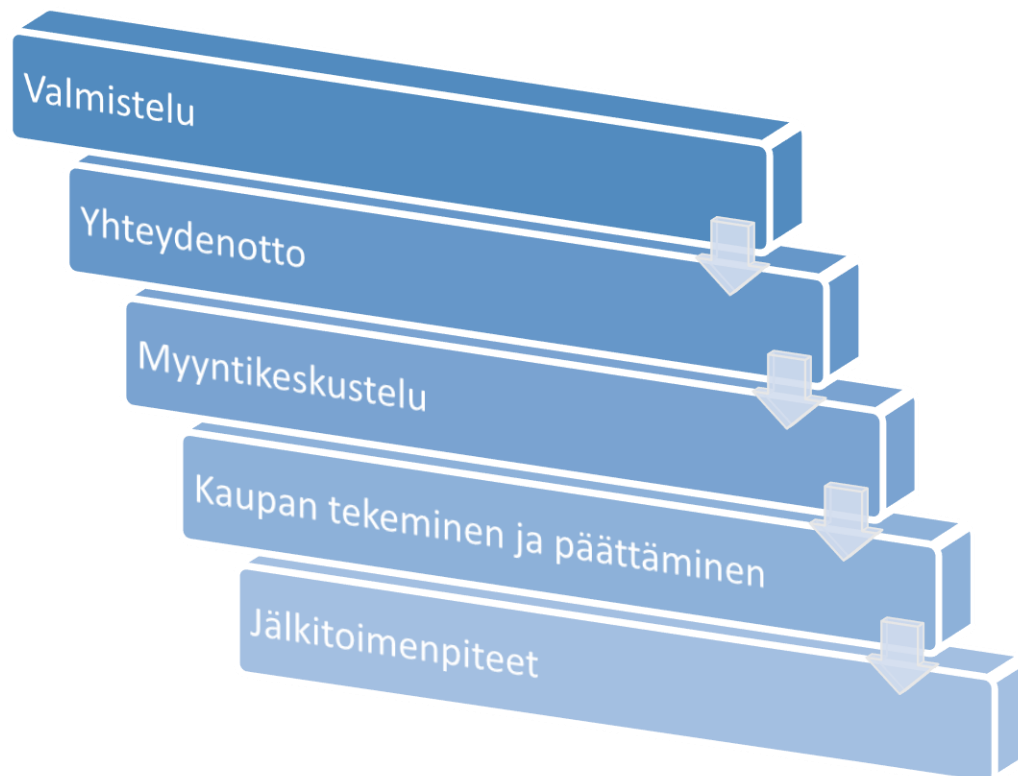 Valmistelu
Yhteydenotto
Myyntikeskustelu
Kaupan tekeminen ja päättäminen
Jälkitoimenpiteet